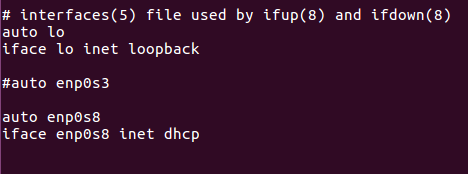 # interfaces(5) file used by ifup(8) and ifdown(8)
auto lo
iface lo inet loopback
#auto enp0s3
auto enp0s8
iface enp0s8 inet dhcp